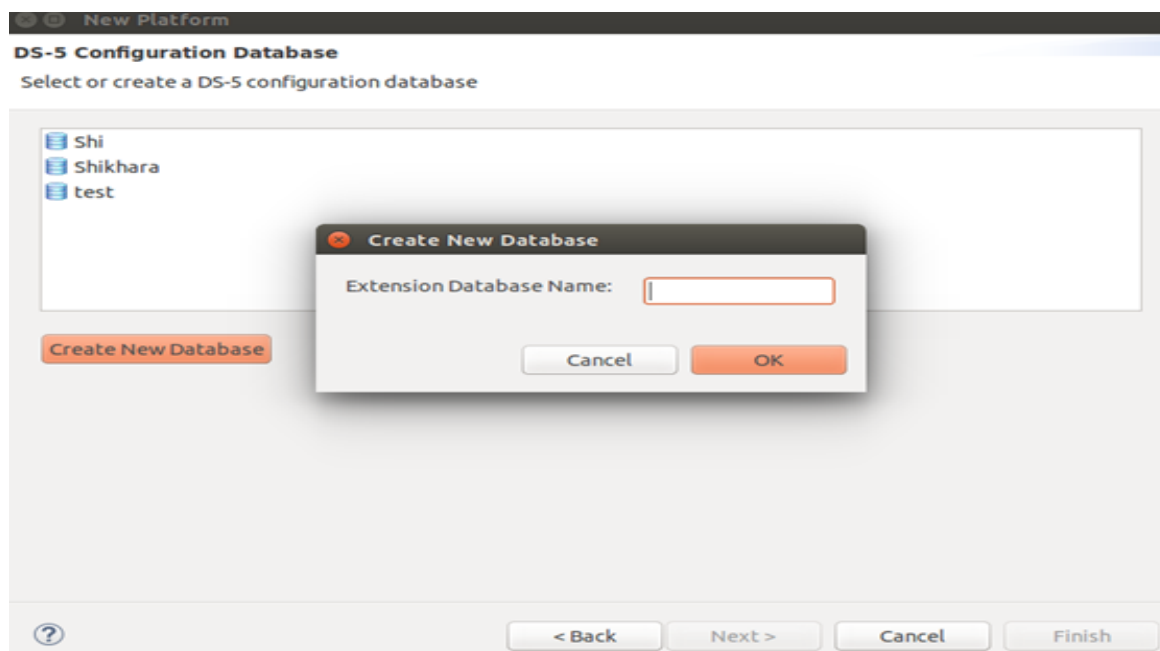 New Platform
DS-5 Configuration Database
Select or create a DS-5 configuration database
Shi
Shikhara
test
Create New Database
Extension Database Name:
Cancel
OK
Create New Database
?
< Back
Next >
Cancel
Finish